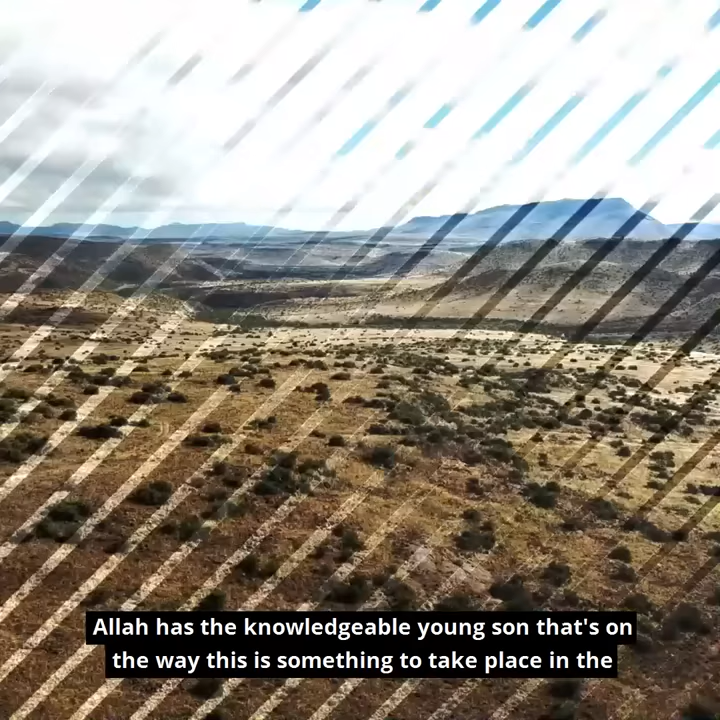 Allah has the knowledgeable young son that's on
the way this is something to take place in the